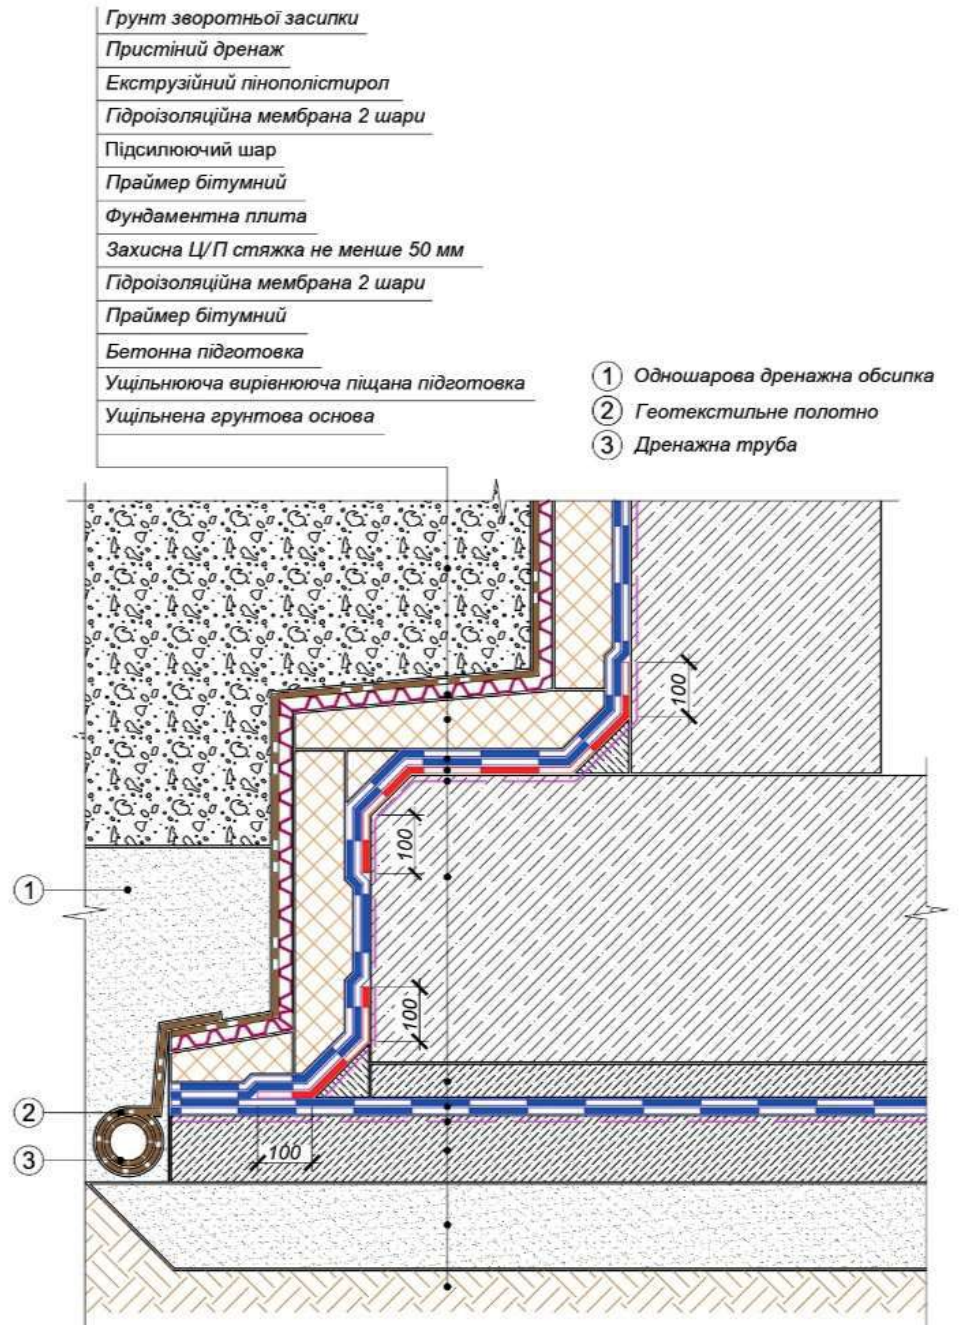 Грунт зворотньої засипки
Пристіний дренаж
Екструзійний пінополістирол
Гідроізоляційна мембрана 2 шари
Підсилюючий шар
Праймер бітумний
Фундаментна плита
Захисна Ц/П стяжка не менше 50 мм
Гідроізоляційна мембрана 2 шари
Праймер бітумний
Бетонна підготовка
Ущільнююча вирівнююча піщана підготовка
Ущільнена грунтова основа
1 Одношарова дренажна обсипка
2 Геотекстильне полотно
3 Дренажна труба
100
100
1
100
2
100
3